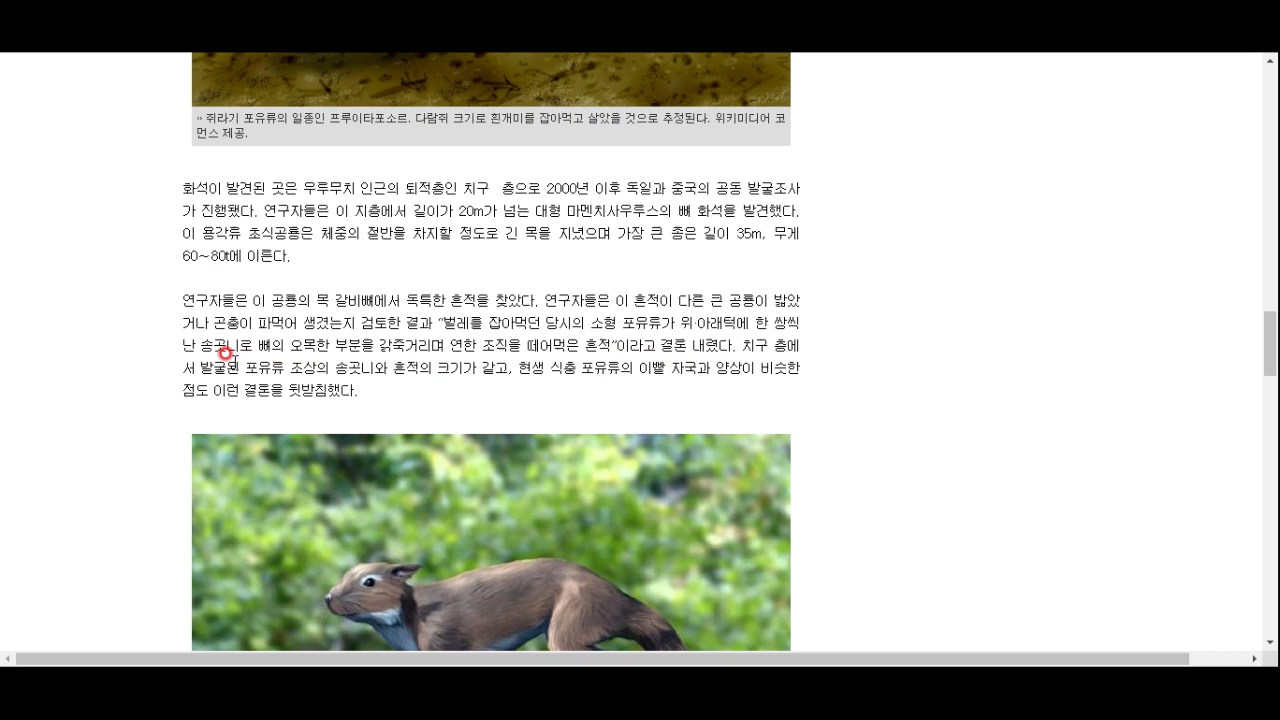 ›› 쥐라기 포유류의 일종인 프루이타포소르. 다람쥐 크기로 흰개미를 잡아먹고 살았을 것으로 추정된다. 위키미디어 코
먼스 제공.
화석이 발견된 곳은 우루무치 인근의 퇴적층인 치구 층으로 2000년 이후 독일과 중국의 공동 발굴조사
가 진행됐다. 연구자들은 이 지층에서 길이가 20m가 넘는 대형 마멘치사우루스의 뼈 화석을 발견했다.
이 용각류 초식공룡은 체중의 절반을 차지할 정도로 긴 목을 지녔으며 가장 큰 종은 길이 35m, 무게
60~80t에 이른다.
연구자들은 이 공룡의 목 갈비뼈에서 독특한 흔적을 찾았다. 연구자들은 이 흔적이 다른 큰 공룡이 밟았
거나 곤충이 파먹어 생겼는지 검토한 결과 “벌레를 잡아먹던 당시의 소형 포유류가 위·아래턱에 한 쌍씩
난 송곳니로 뼈의 오목한 부분을 갉죽거리며 연한 조직을 떼어먹은 흔적”이라고 결론 내렸다. 치구 층에
서 발굴된 포유류 조상의 송곳니와 흔적의 크기가 같고, 현생 식충 포유류의 이빨 자국과 양상이 비슷한
점도 이런 결론을 뒷받침했다.